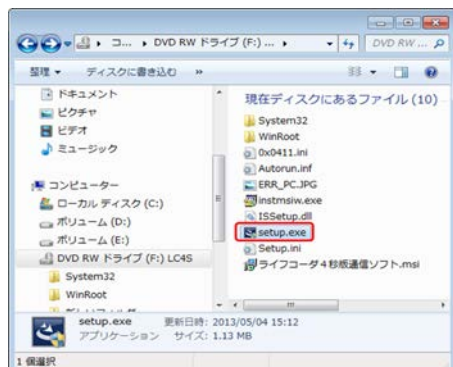 コ... ▸ DVD RW ドライブ (F:) ... ▸
DVD RW ...
整理 ▼ ディスクに書き込む »
ドキュメント
ピクチャ
ビデオ
ミュージック
コンピューター
ローカル ディスク (C:)
ボリューム (D:)
ボリューム (E:)
DVD RW ドライブ (F:) LC4S
System32
WinRoot
現在ディスクにあるファイル (10)
System32
WinRoot
0x0411.ini
Autorun.inf
ERR_PC.JPG
instmsiw.exe
ISSetup.dll
setup.exe
Setup.ini
ライフコーダ4秒版通信ソフト.msi
setup.exe 更新日時: 2013/05/04 15:12
アプリケーション サイズ: 1.13 MB
1 個選択